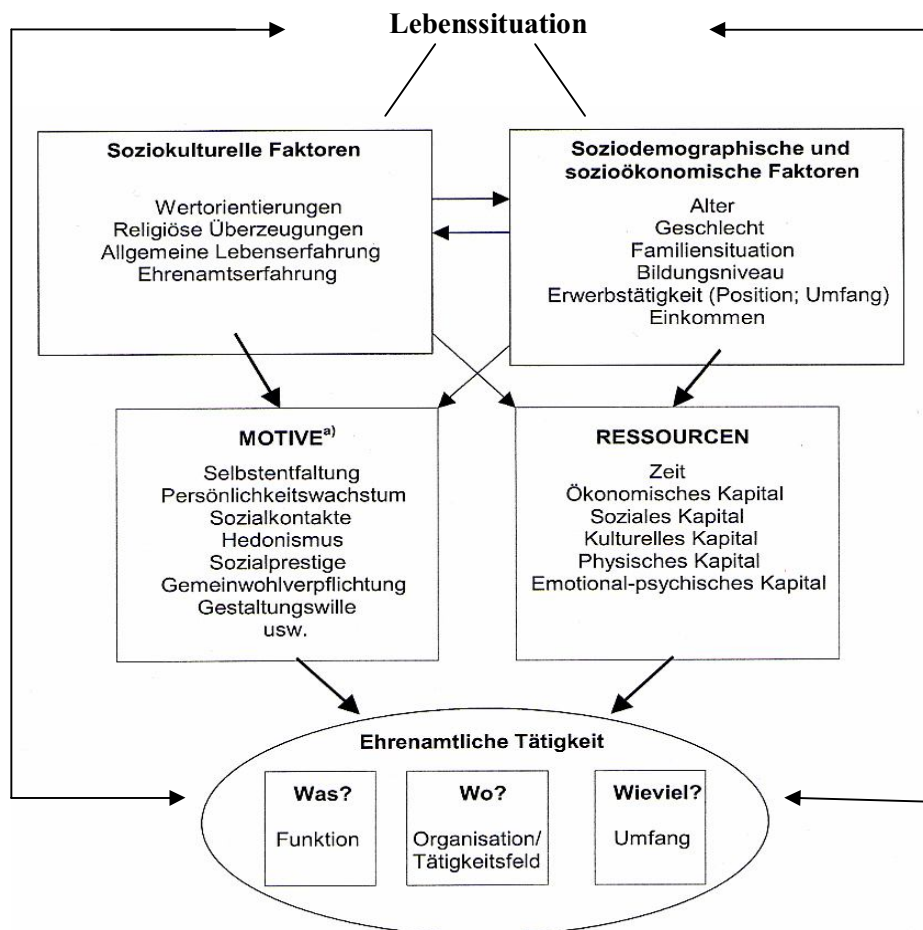 Lebenssituation
Soziokulturelle Faktoren
Wertorientierungen
Religiöse Überzeugungen
Allgemeine Lebenserfahrung
Ehrenamtserfahrung
Soziodemographische und
sozioökonomische Faktoren
Alter
Geschlecht
Familiensituation
Bildungsniveau
Erwerbstätigkeit (Position; Umfang)
Einkommen
MOTIVEa)
Selbstentfaltung
Persönlichkeitswachstum
Sozialkontakte
Hedonismus
Sozialprestige
Gemeinwohlverpflichtung
Gestaltungswille
usw.
RESSOURCEN
Zeit
Ökonomisches Kapital
Soziales Kapital
Kulturelles Kapital
Physisches Kapital
Emotional-psychisches Kapital
Ehrenamtliche Tätigkeit
Was?
Funktion
Wo?
Organisation/
Tätigkeitsfeld
Wieviel?
Umfang